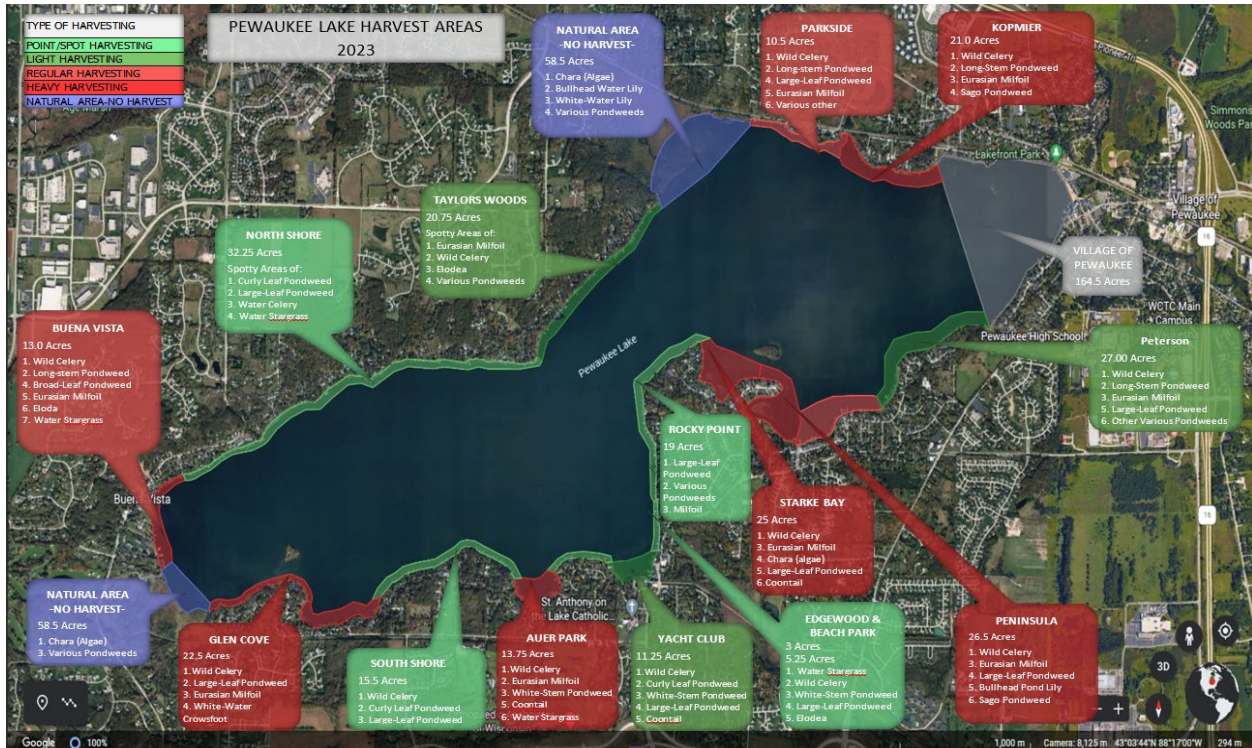 TYPE OF HARVESTING
POINT/SPOT HARVESTING
LIGHT HARVESTING
REGULAR HARVESTING
HEAVY HARVESTING
NATURAL AREA-NO HARVEST
PEWAUKEE LAKE HARVEST AREAS
2023
NATURAL AREA
-NO HARVEST-
58.5 Acres
1. Chara (Algae)
2. Bullhead Water Lily
3. White-Water Lily
4. Various Pondweeds
PARKSIDE
10.5 Acres
1. Wild Celery
2. Long-stem Pondweed
4. Large-Leaf Pondweed
5. Eurasian Milfoil
6. Various other
KOPMIER
21.0 Acres
1. Wild Celery
2. Long-Stem Pondweed
3. Eurasian Milfoil
4. Sago Pondweed
Simmons
Woods Par
Lakefront Park
Village of
Pewaukee
16
TAYLORS WOODS
20.75 Acres
Spotty Areas of:
1. Eurasian Milfoil
2. Wild Celery
3. Elodea
4. Various Pondweeds
NORTH SHORE
32.25 Acres
Spotty Areas of:
1. Curly Leaf Pondweed
2. Large-Leaf Pondweed
3. Water Celery
4. Water Stargrass
VILLAGE OF
PEWAUKEE
164.5 Acres
WCTC Main
Campus
Pewaukee High School
BUENA VISTA
13.0 Acres
1. Wild Celery
2. Long-stem Pondweed
4. Broad-Leaf Pondweed
5. Eurasian Milfoil
6. Eloda
7. Water Stargrass
Pewaukee Lake
Peterson
27.00 Acres
1. Wild Celery
2. Long-Stem Pondweed
3. Eurasian Milfoil
5. Large-Leaf Pondweed
6. Other Various Pondweeds
ROCKY POINT
19 Acres
1. Large-Leaf
Pondweed
2. Various
Pondweeds
3. Milfoil
Buena Vista
STARKE BAY
25 Acres
1. Wild Celery
3. Eurasian Milfoil
4. Chara (algae)
5. Large-Leaf Pondweed
6.Coontail
16
NATURAL AREA
-NO HARVEST-
58.5 Acres
1. Chara (Algae)
3. Various Pondweeds
GLEN COVE
22.5 Acres
1.Wild Celery
2. Large-Leaf Pondweed
3. Eurasian Milfoil
4. White-Water
Crowsfoot
SOUTH SHORE
15.5 Acres
1.Wild Celery
2. Curly Leaf Pondweed
3. Large-Leaf Pondweed
St. Anthony on
the Lake Catholic...
AUER PARK
13.75 Acres
1.Wild Celery
2. Eurasian Milfoil
3. White-Stem Pondweed
5. Coontail
6. Water Stargrass
YACHT CLUB
11.25 Acres
1.Wild Celery
2. Curly Leaf Pondweed
3. White-Stem Pondweed
4. Large-Leaf Pondweed
5. Coontail
EDGEWOOD &
BEACH PARK
3 Acres
5.25 Acres
1. Water Stargrass
2. Wild Celery
3.White-Stem Pondweed
4. Large-Leaf Pondweed
5. Elodea
PENINSULA
26.5 Acres
1. Wild Celery
3. Eurasian Milfoil
4. Large-Leaf Pondweed
5. Bullhead Pond Lily
6. Sago Pondweed
of Wisconsin
3D
Google
100%
1,000 m
Camera: 8,125 m
43°03'44"N 88°17'00"W
294 m